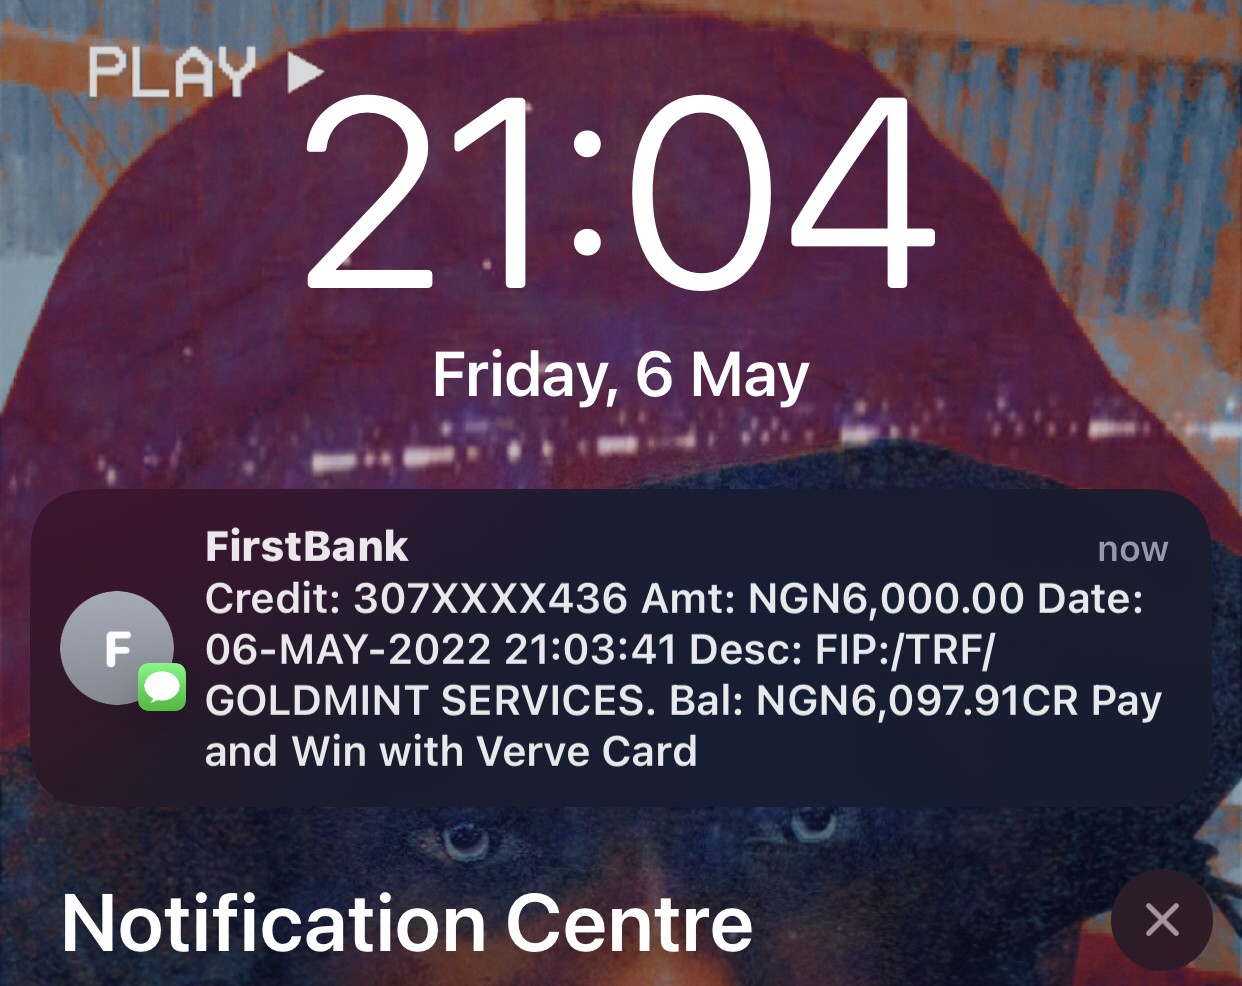 PLAY ▶
21:04
Friday, 6 May
FirstBank
now
Credit: 307XXXX436 Amt: NGN6,000.00 Date:
06-MAY-2022 21:03:41 Desc: FIP:/TRF/
GOLDMINT SERVICES. Bal: NGN6,097.91CR Pay
and Win with Verve Card
F
Notification Centre